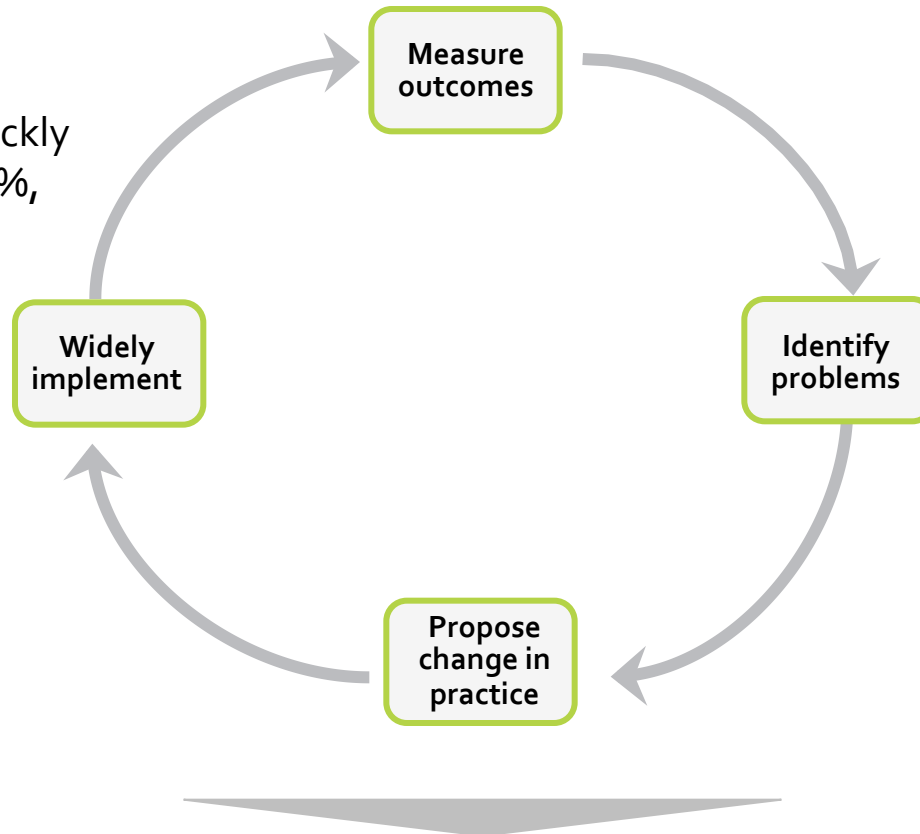 Measure
outcomes
%,
Widely
implement
Identify
problems
Propose
change in
practice